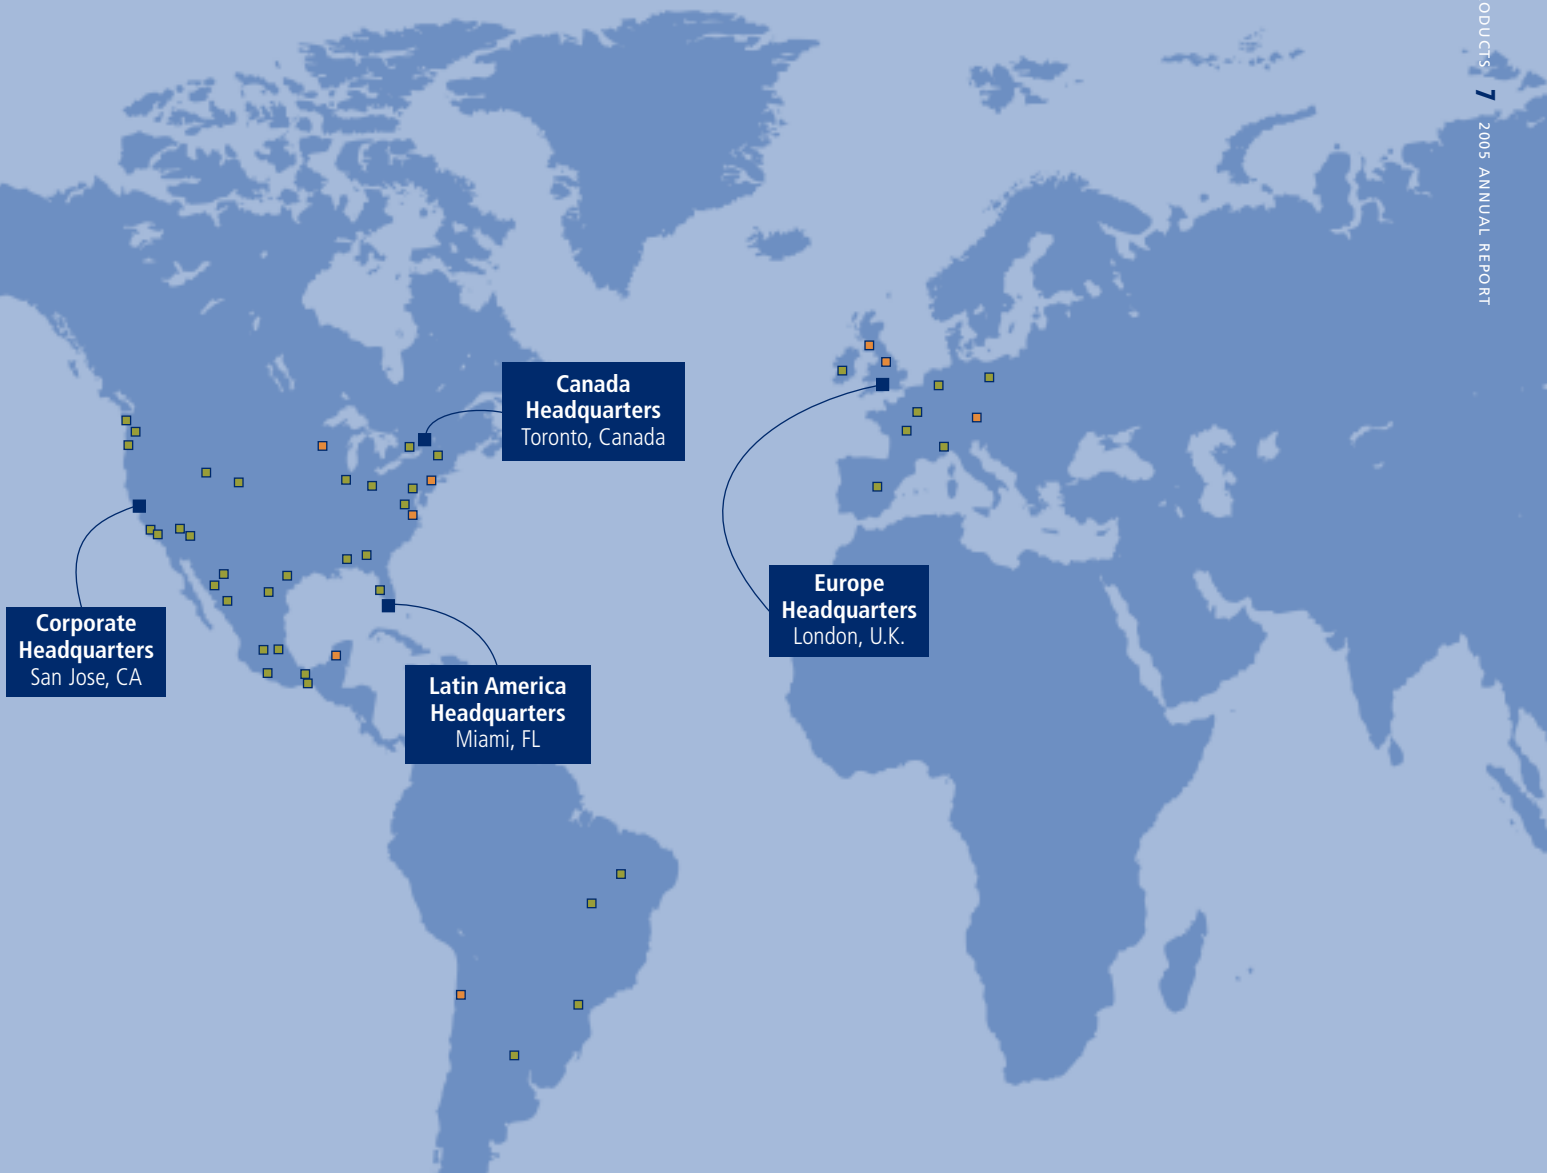 7 2005 ANNUAL REPORT
Canada
Headquarters
Toronto, Canada
Corporate
Headquarters
San Jose, CA
Europe
Headquarters
London, U.K.
Latin America
Headquarters
Miami, FL